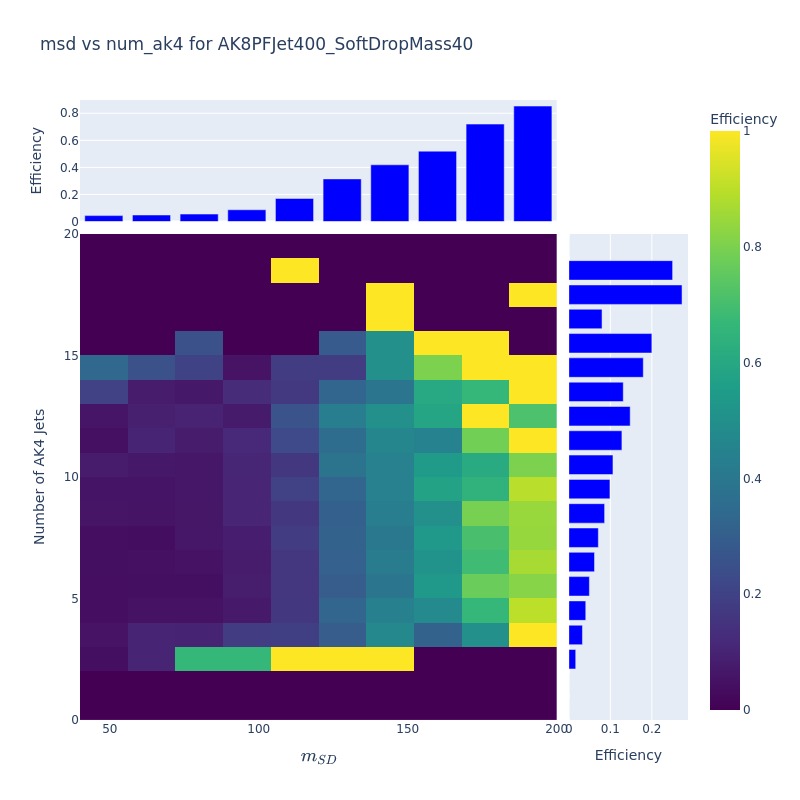 msd vs num_ak4 for AK8PFJet400_SoftDropMass40
Efficiency
0.8
0.6
0.4
0.2
0
Efficiency
1
0.8
0.6
0.4
0.2
0
Number of AK4 Jets
20
15
10
5
0
50 100 150 200
m_SD
0 0.1 0.2
Efficiency